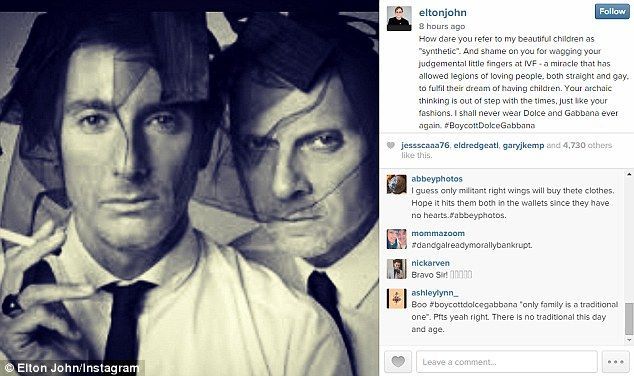 eltonjohn
Follow
8 hours ago
How dare you refer to my beautiful children as
"synthetic". And shame on you for wagging your
judgemental little fingers at IVF - a miracle that has
allowed legions of loving people, both straight and gay,
to fulfil their dream of having children. Your archaic
thinking is out of step with the times, just like your
fashions. I shall never wear Dolce and Gabbana ever
again. #BoycottDolceGabbana
jessscaaa76, eldredgeati, garyjkemp and 4,730 others
like this.
abbeyphotos
I guess only militant right wings will buy thete clothes.
Hope it hits them both in the wallets since they have
no hearts.#abbeyphotos.
mommazoom
#dandgalreadymorallybankrupt.
nickarven
Bravo Sir!
ashleylynn_
Boo #boycottdolcegabbana "only family is a traditional
one". Pfts yeah right. There is no traditional this day
and age.
Leave a comment...
© Elton John/Instagram